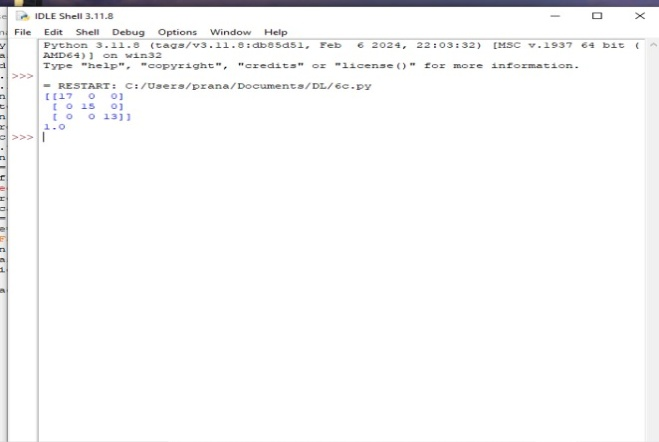 IDLE Shell 3.11.8
File Edit Shell Debug Options Window Help
Python 3.11.8 (tags/v3.11.8:db85d51, Feb  6 2024, 22:03:32) [MSC v.1937 64 bit (
AMD64)] on win32
Type "help", "copyright", "credits" or "license()" for more information.
>>>
= RESTART: C:/Users/prana/Documents/DL/6c.py
[[17  0  0]
 [ 0 15  0]
 [ 0  0 13]]
1.0
>>>